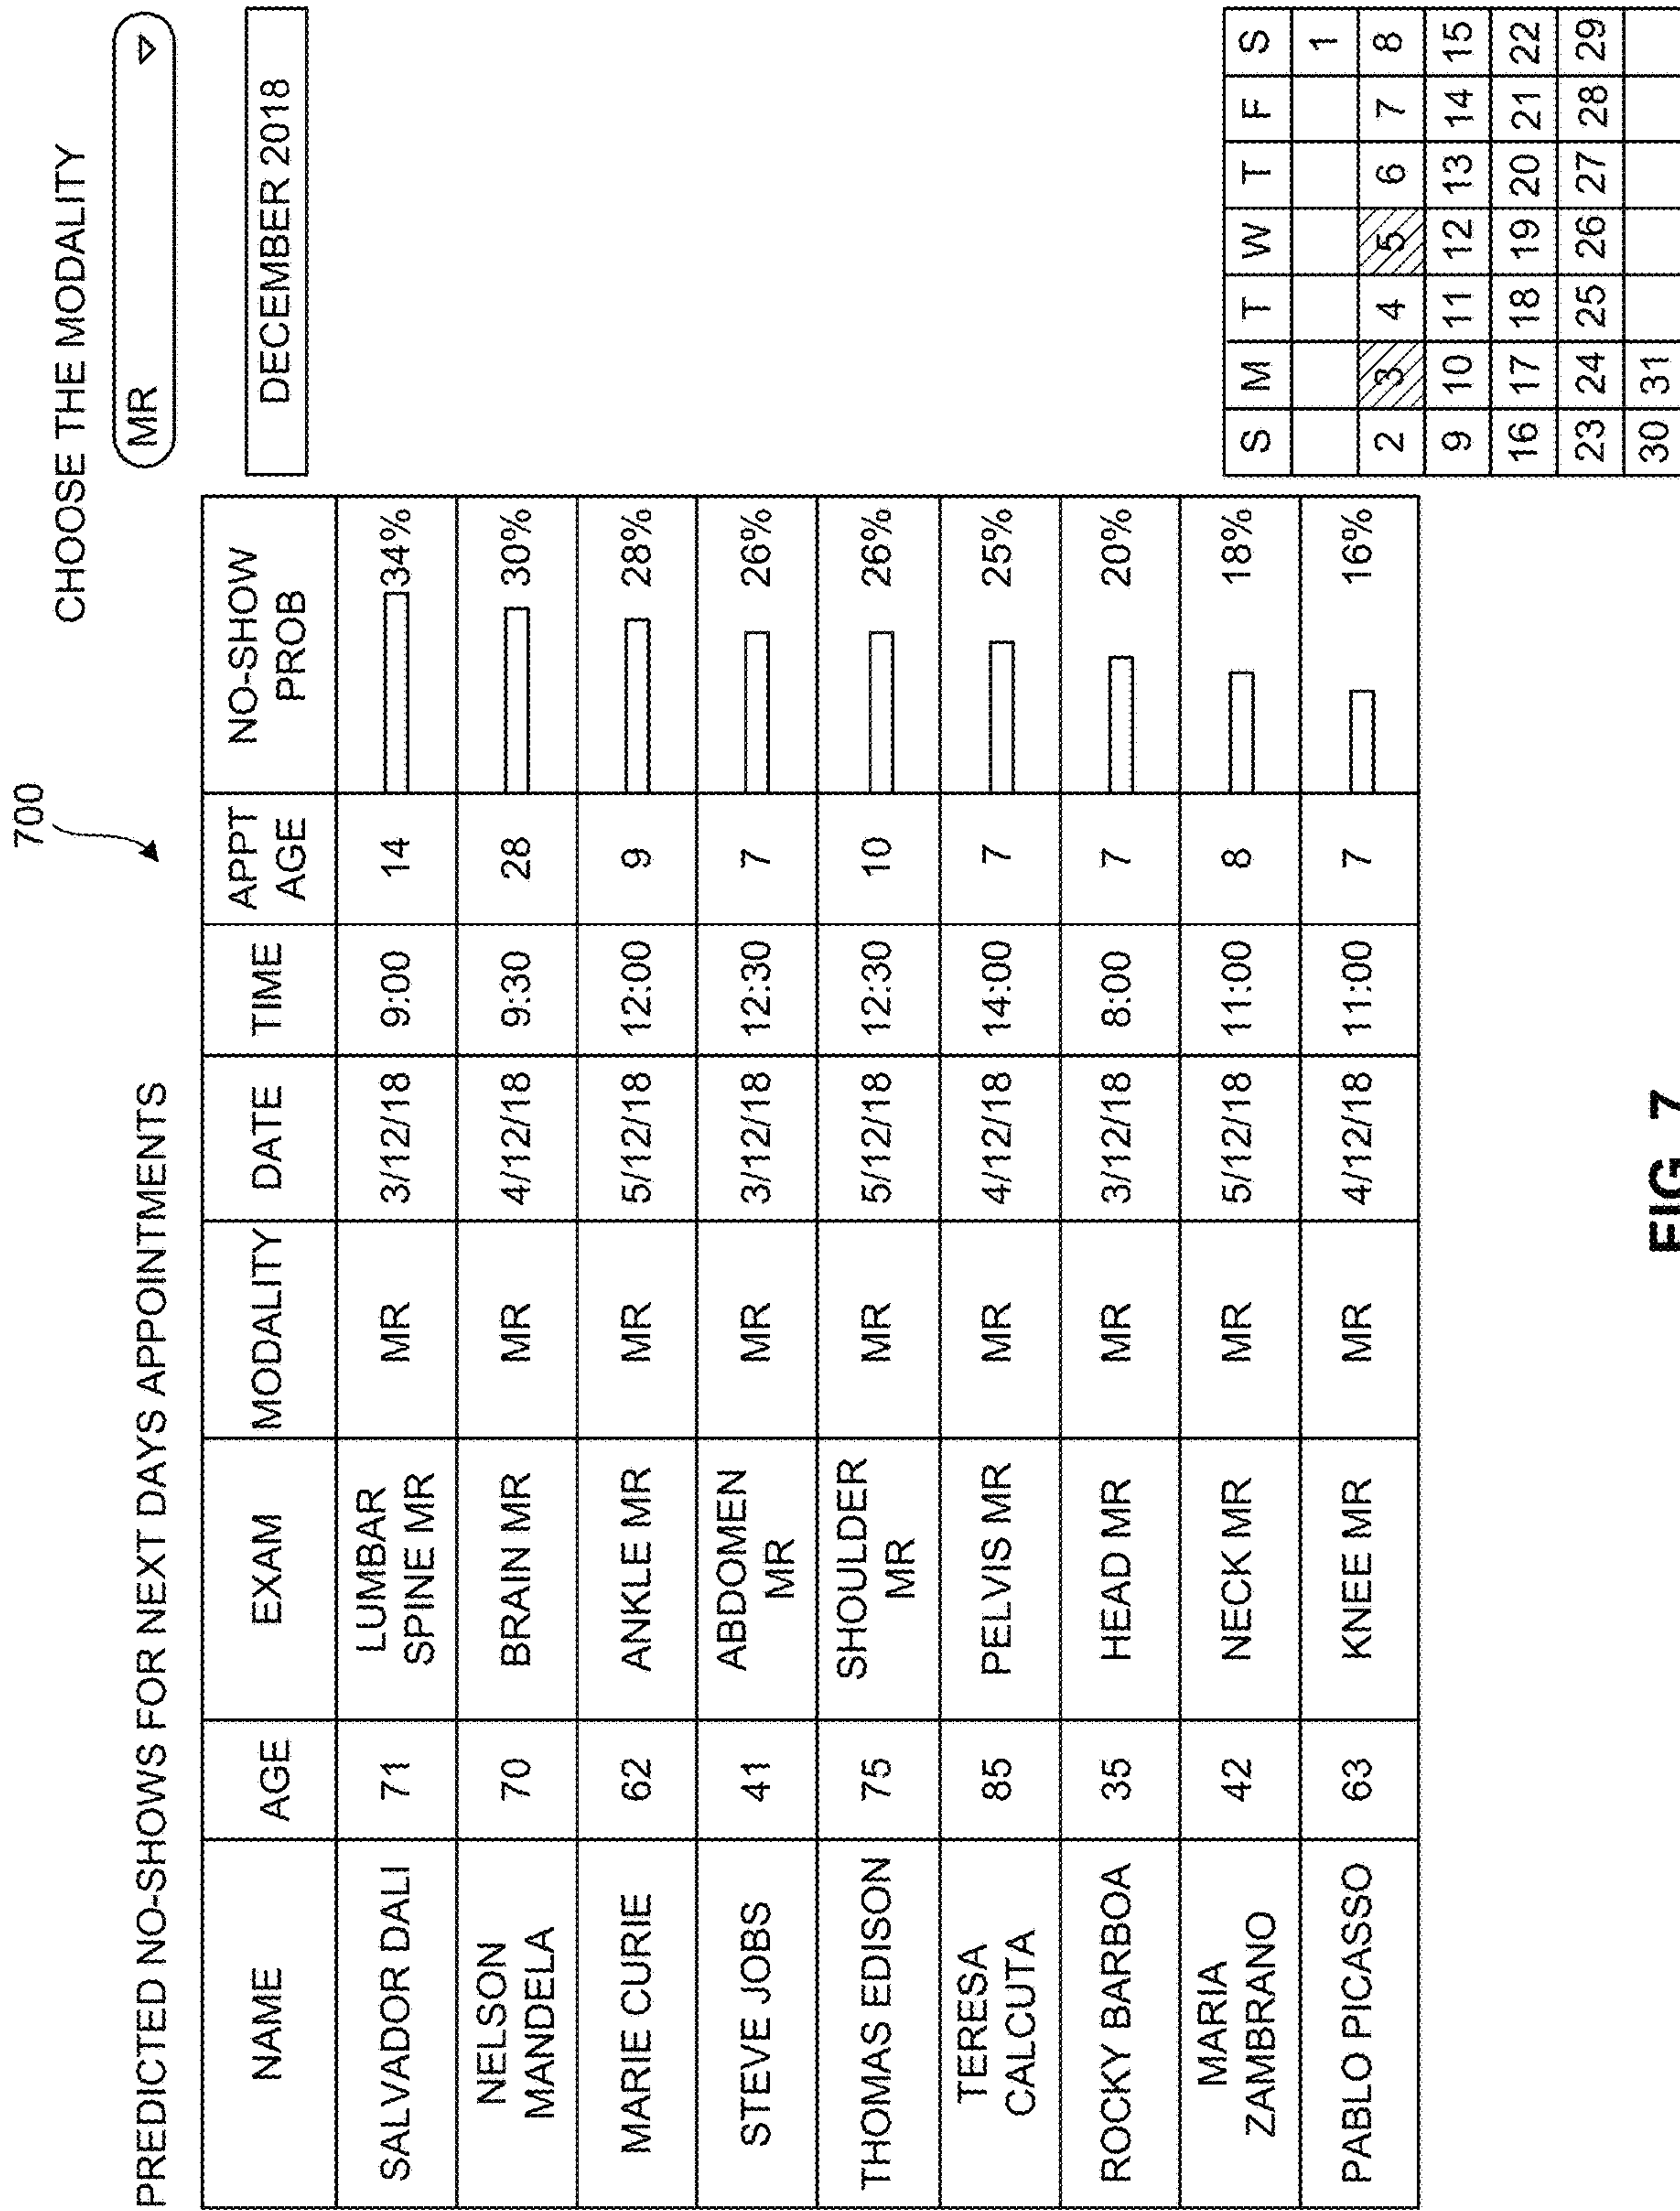 700
PREDICTED NO-SHOWS FOR NEXT DAYS APPOINTMENTS
CHOOSE THE MODALITY
MR
DECEMBER 2018
NAME AGE EXAM MODALITY DATE TIME APPT AGE NO-SHOW PROB
SALVADOR DALI 71 LUMBAR SPINE MR MR 3/12/18 9:00 14 34%
NELSON MANDELA 70 BRAIN MR MR 4/12/18 9:30 28 30%
MARIE CURIE 62 ANKLE MR MR 5/12/18 12:00 9 28%
STEVE JOBS 41 ABDOMEN MR MR 3/12/18 12:30 7 26%
THOMAS EDISON 75 SHOULDER MR MR 5/12/18 12:30 10 26%
TERESA CALCUTA 85 PELVIS MR MR 4/12/18 14:00 7 25%
ROCKY BARBOA 35 HEAD MR MR 3/12/18 8:00 7 20%
MARIA ZAMBRANO 42 NECK MR MR 5/12/18 11:00 8 18%
PABLO PICASSO 63 KNEE MR MR 4/12/18 11:00 7 16%
S M T W T F S
1
2 3 4 5 6 7 8
9 10 11 12 13 14 15
16 17 18 19 20 21 22
23 24 25 26 27 28 29
30 31
FIG. 7